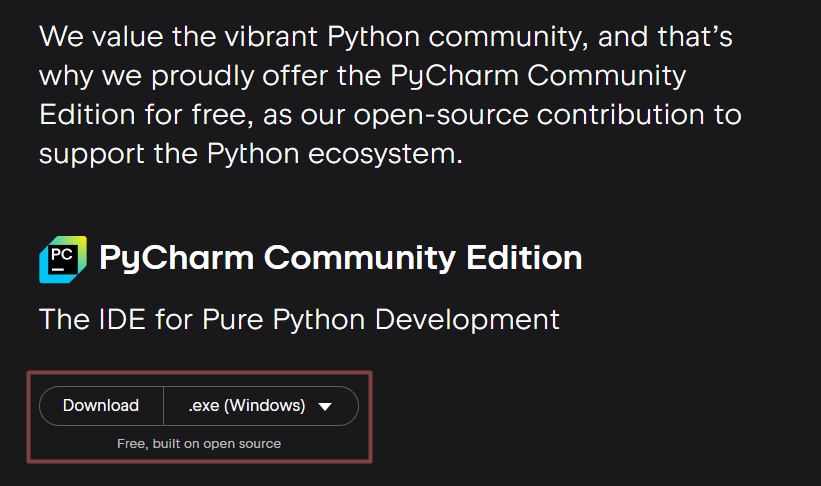 We value the vibrant Python community, and that's
why we proudly offer the PyCharm Community
Edition for free, as our open-source contribution to
support the Python ecosystem.
PC
PyCharm Community Edition
The IDE for Pure Python Development
Download .exe (Windows)
Free, built on open source